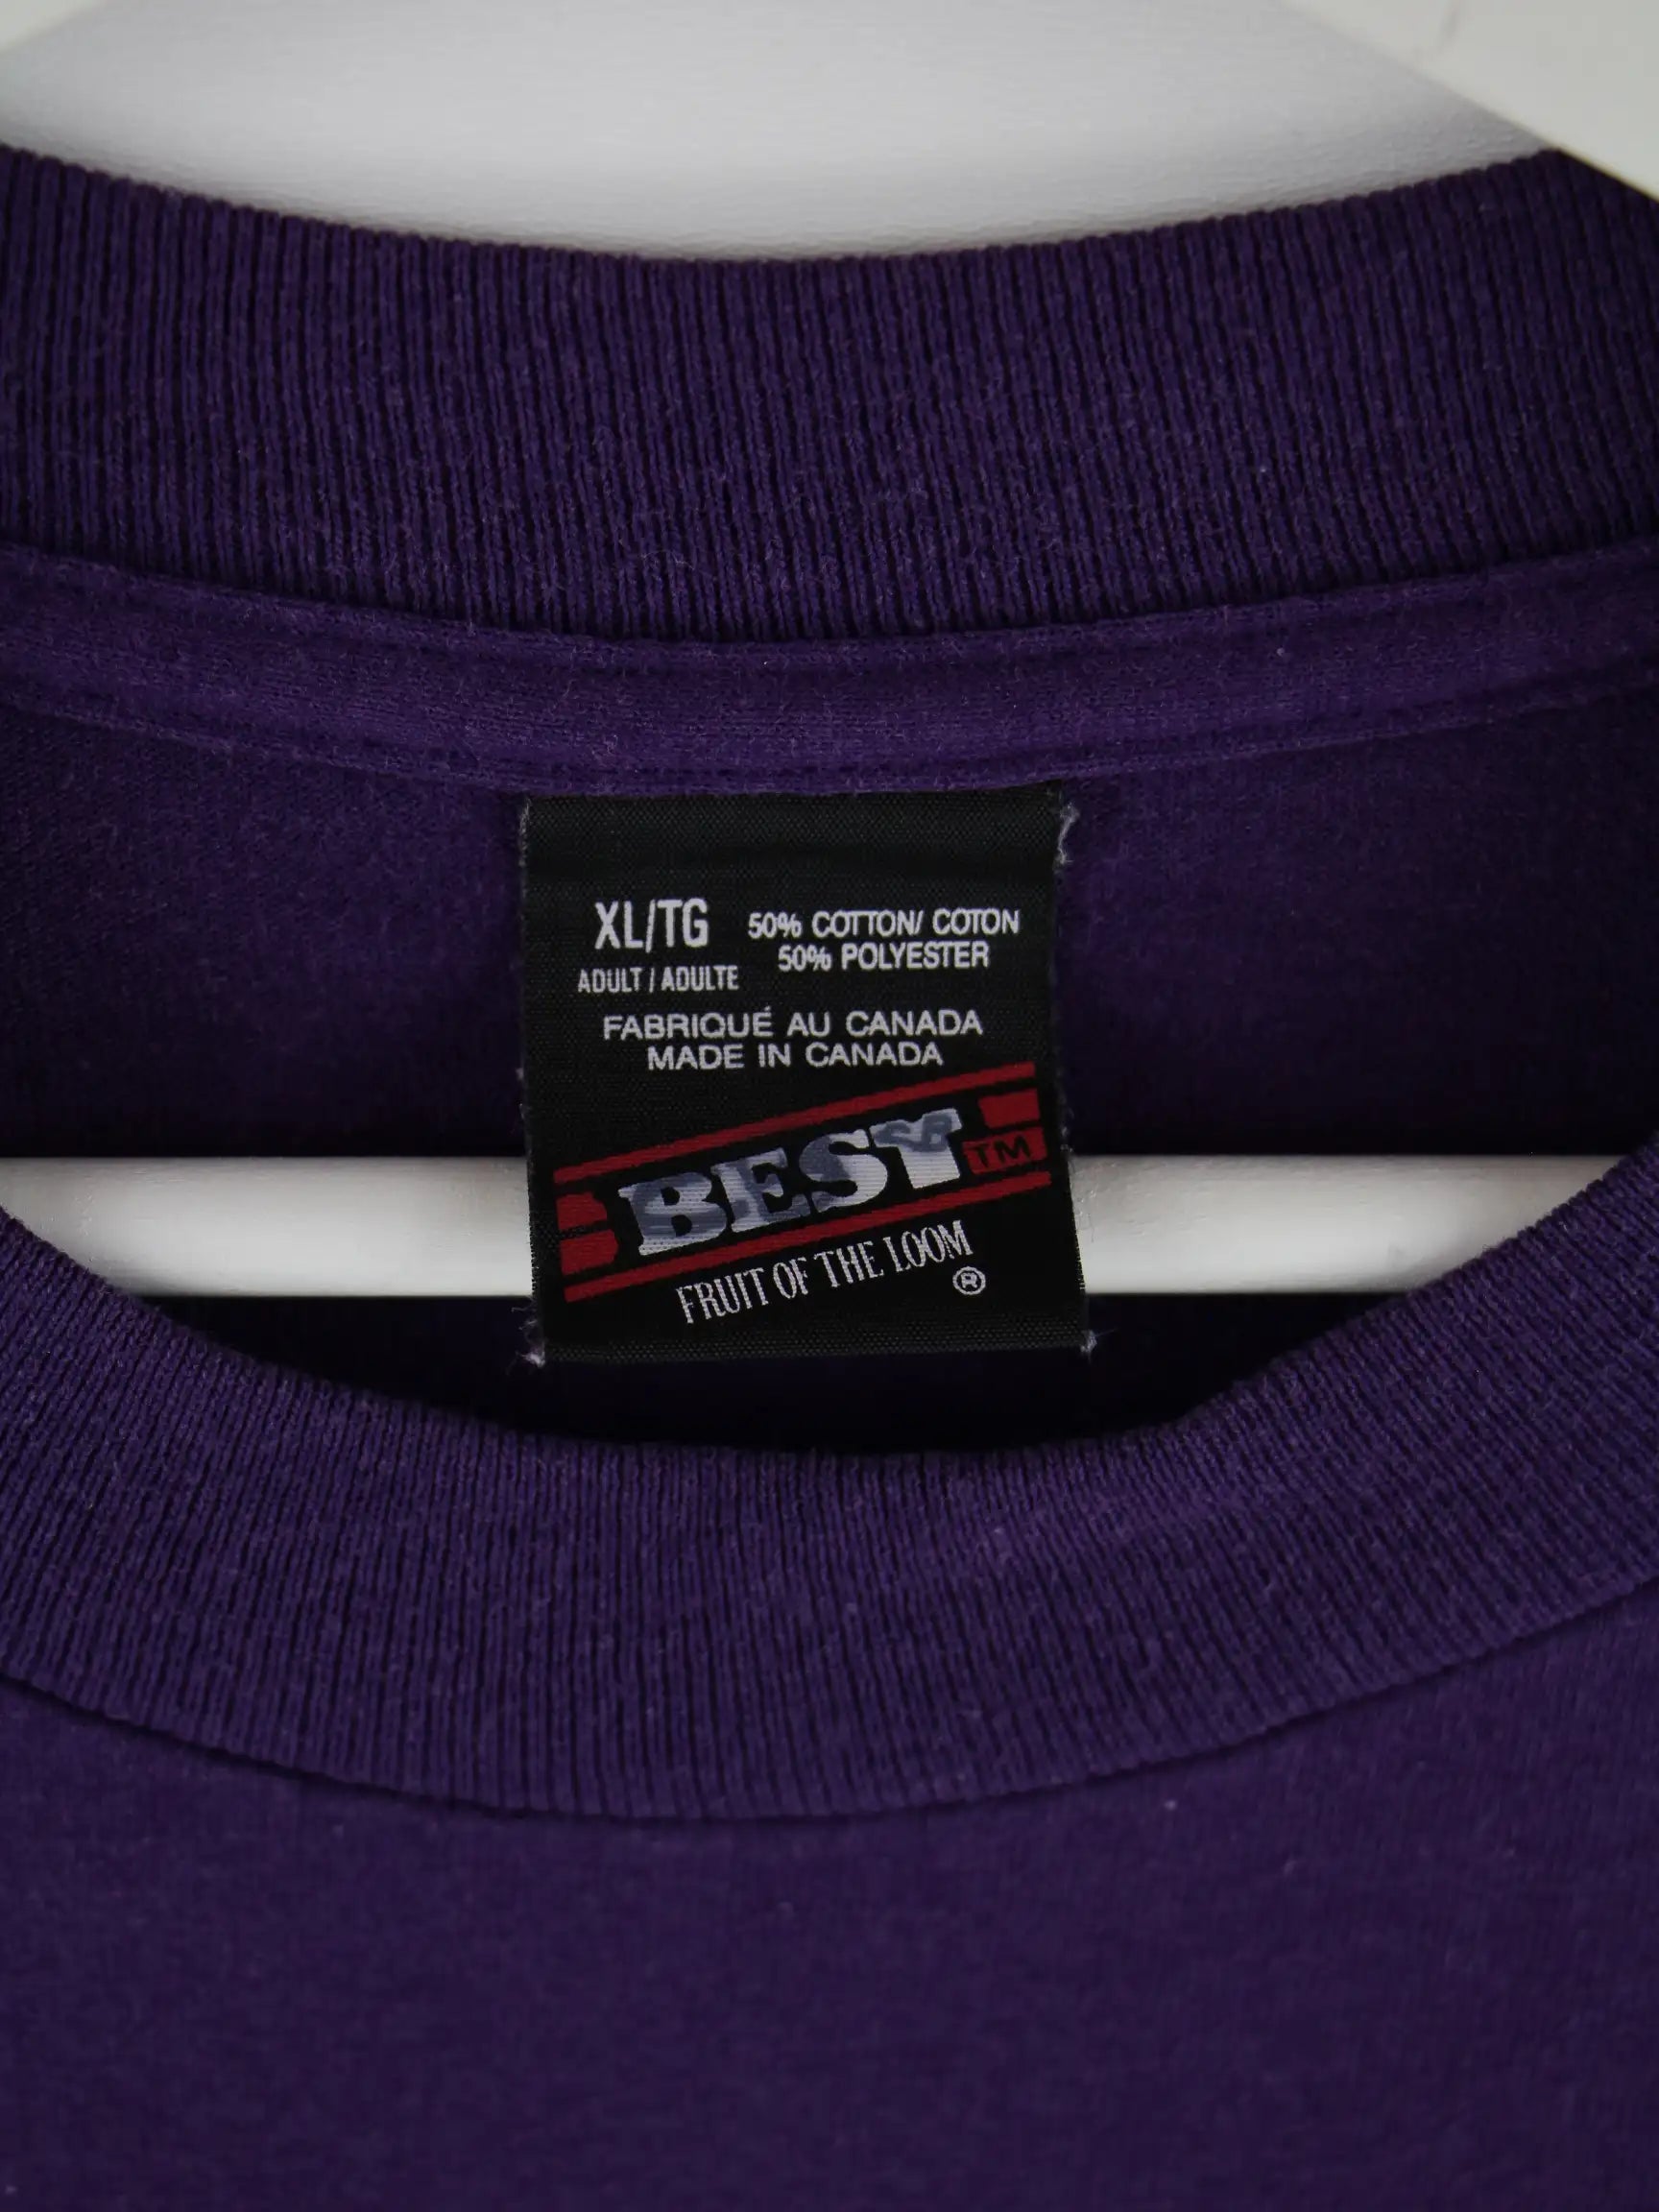 XL/TG
ADULT / ADULTE
50% COTTON/ COTON
50% POLYESTER
FABRIQUÉ AU CANADA
MADE IN CANADA
BEST TM
FRUIT OF THE LOOM
®